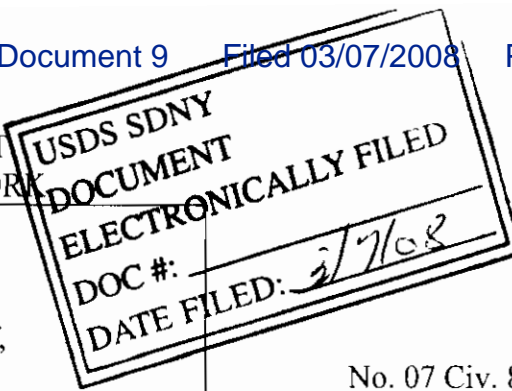 Document 9 Filed 03/07/2008
USDS SDNY
DOCUMENT
ELECTRONICALLY FILED
DOC #:
DATE FILED: 3/7/08
No. 07 Civ.